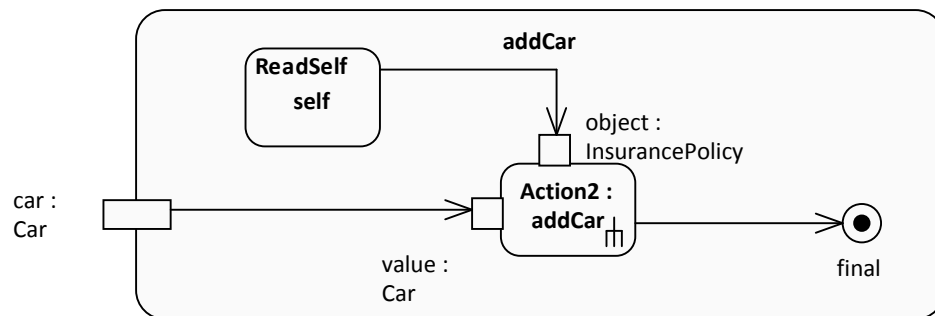 addCar
ReadSelf
self
object :
InsurancePolicy
car :
Car
Action2 :
addCar
value :
Car
final